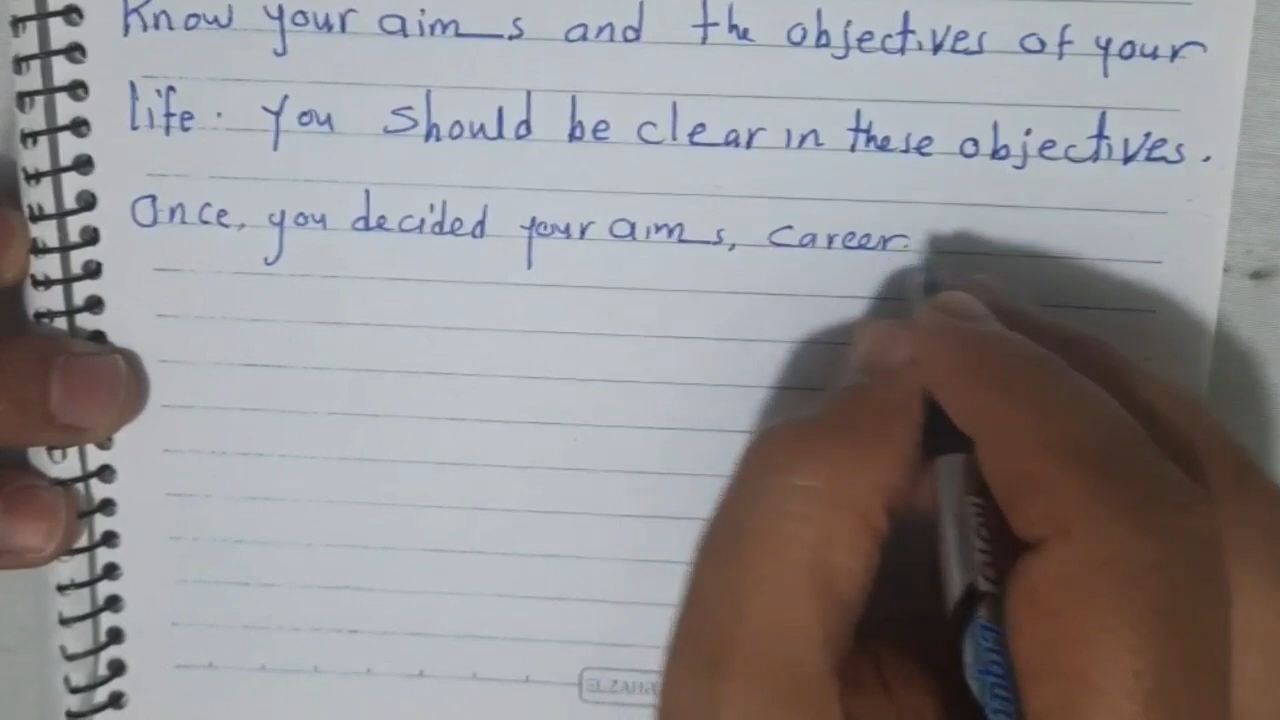 Know your aims and the objectives of your
life. You should be clear in these objectives.
Once, you decided your aims, career